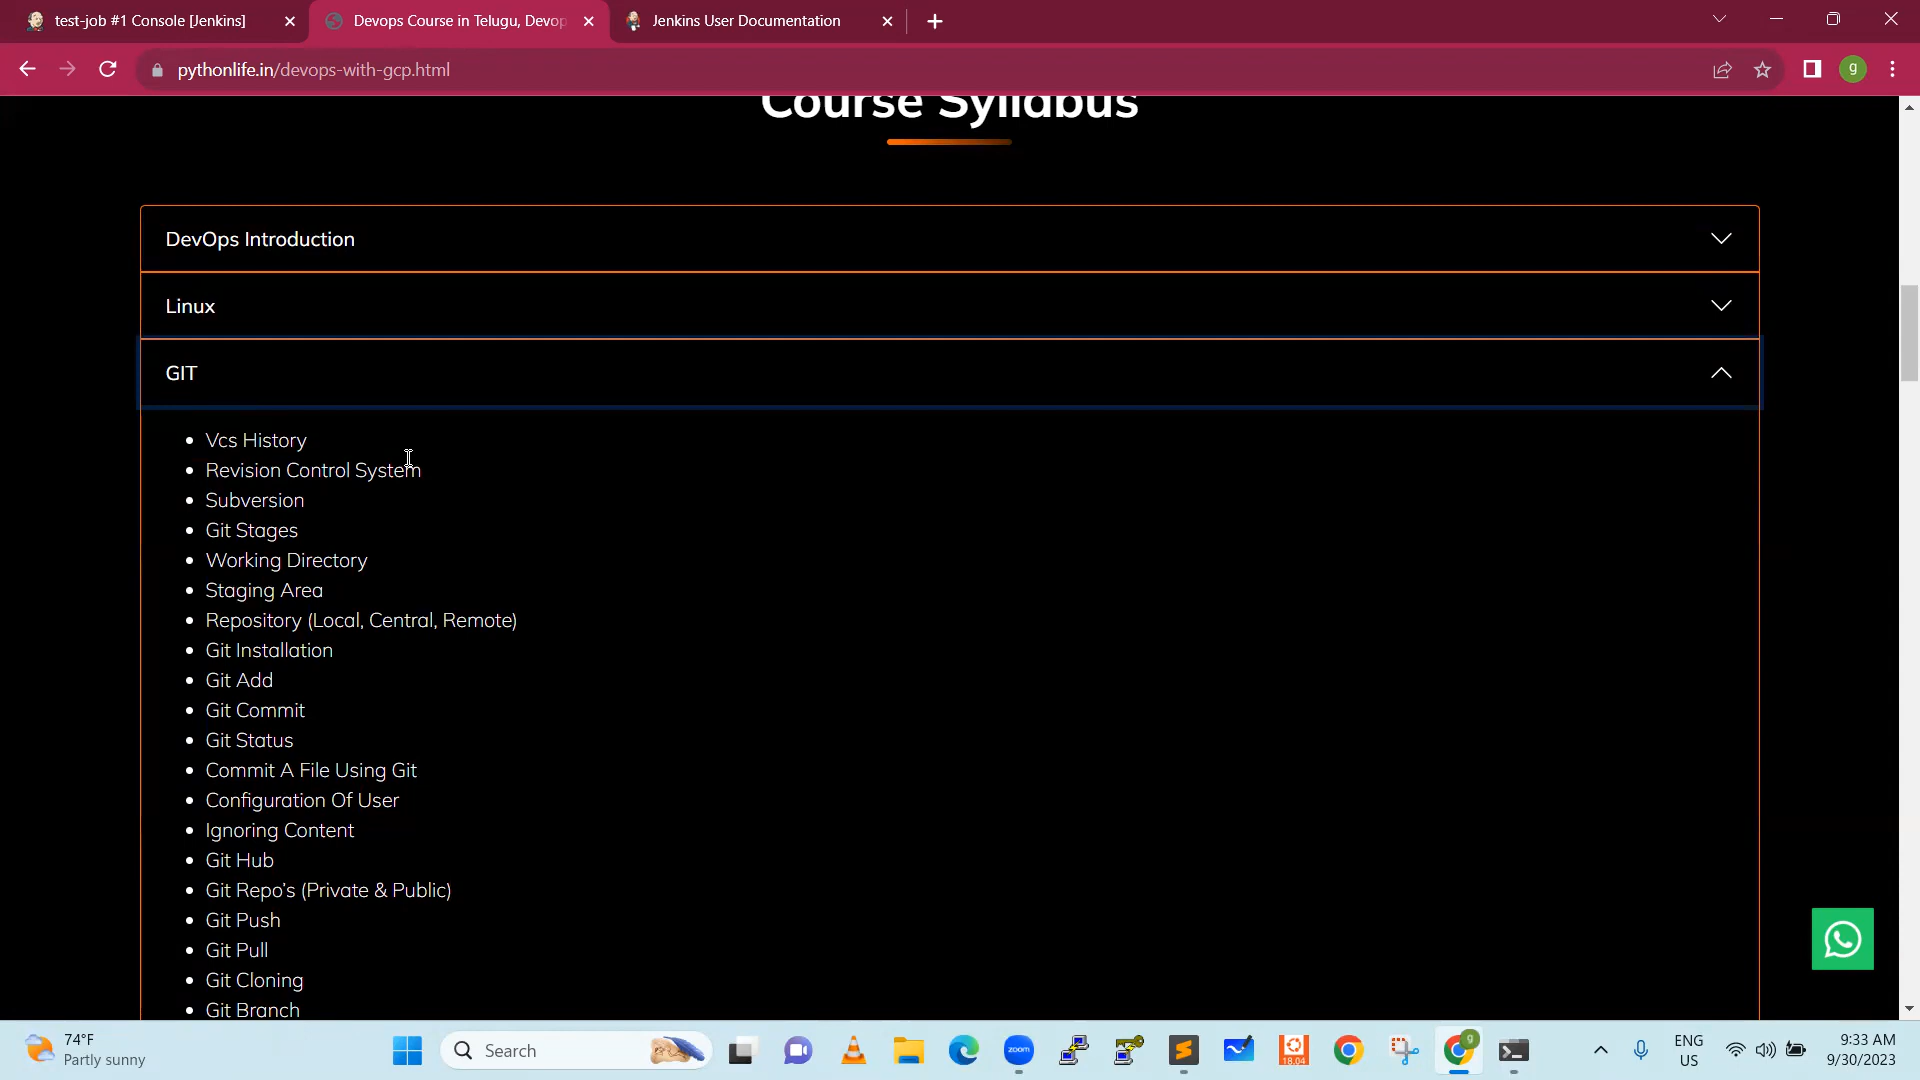 test-job #1 Console [Jenkins]
Devops Course in Telugu, Devop
Jenkins User Documentation
pythonlife.in/devops-with-gcp.html
g
Course Syllabus
DevOps Introduction
Linux
GIT
Vcs History
Revision Control System
Subversion
Git Stages
Working Directory
Staging Area
Repository (Local, Central, Remote)
Git Installation
Git Add
Git Commit
Git Status
Commit A File Using Git
Configuration Of User
Ignoring Content
Git Hub
Git Repo's (Private & Public)
Git Push
Git Pull
Git Cloning
Git Branch
74°F
Partly sunny
Search
zoom
18.04
g
ENG
US
9:33 AM
9/30/2023